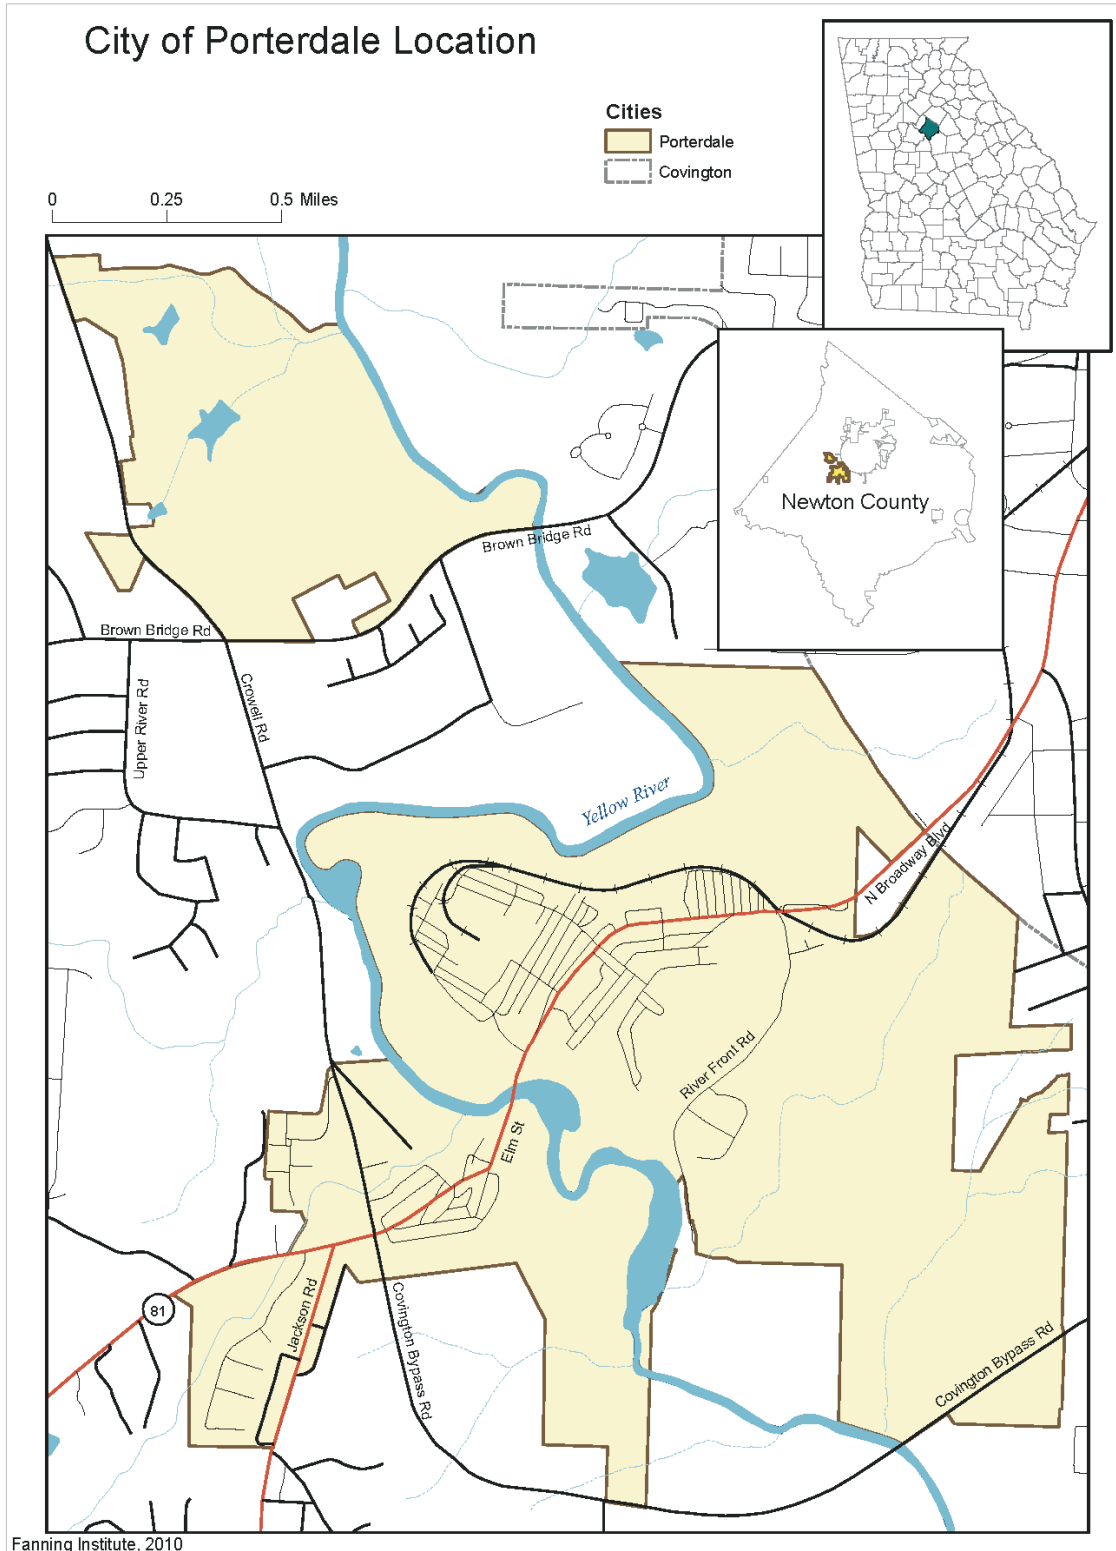 City of Porterdale Location
Cities
Porterdale
Covington
0 0.25 0.5 Miles
Newton County
Brown Bridge Rd
Brown Bridge Rd
Upper River Rd
Crowell Rd
Yellow River
N Broadway Blvd
River Front Rd
Elm St
81
Jackson Rd
Covington Bypass Rd
Covington Bypass Rd
Fanning Institute, 2010